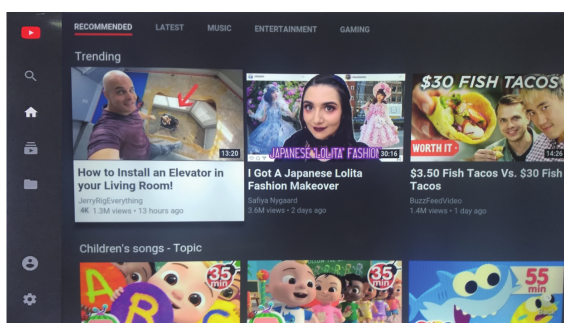 RECOMMENDED LATEST MUSIC ENTERTAINMENT GAMING
Trending
13:20
JAPANESE "LOLITA" FASHION
30:16
$30 FISH TACOS
WORTH IT
14:26
How to Install an Elevator in
your Living Room!
JerryRigEverything
4K 1.3M views • 13 hours ago
I Got A Japanese Lolita
Fashion Makeover
Safiya Nygaard
3.6M views • 2 days ago
$3.50 Fish Tacos Vs. $30 Fish
Tacos
BuzzFeedVideo
1.4M views • 1 day ago
Children's songs - Topic
A B C
35
min
35
min
55
min